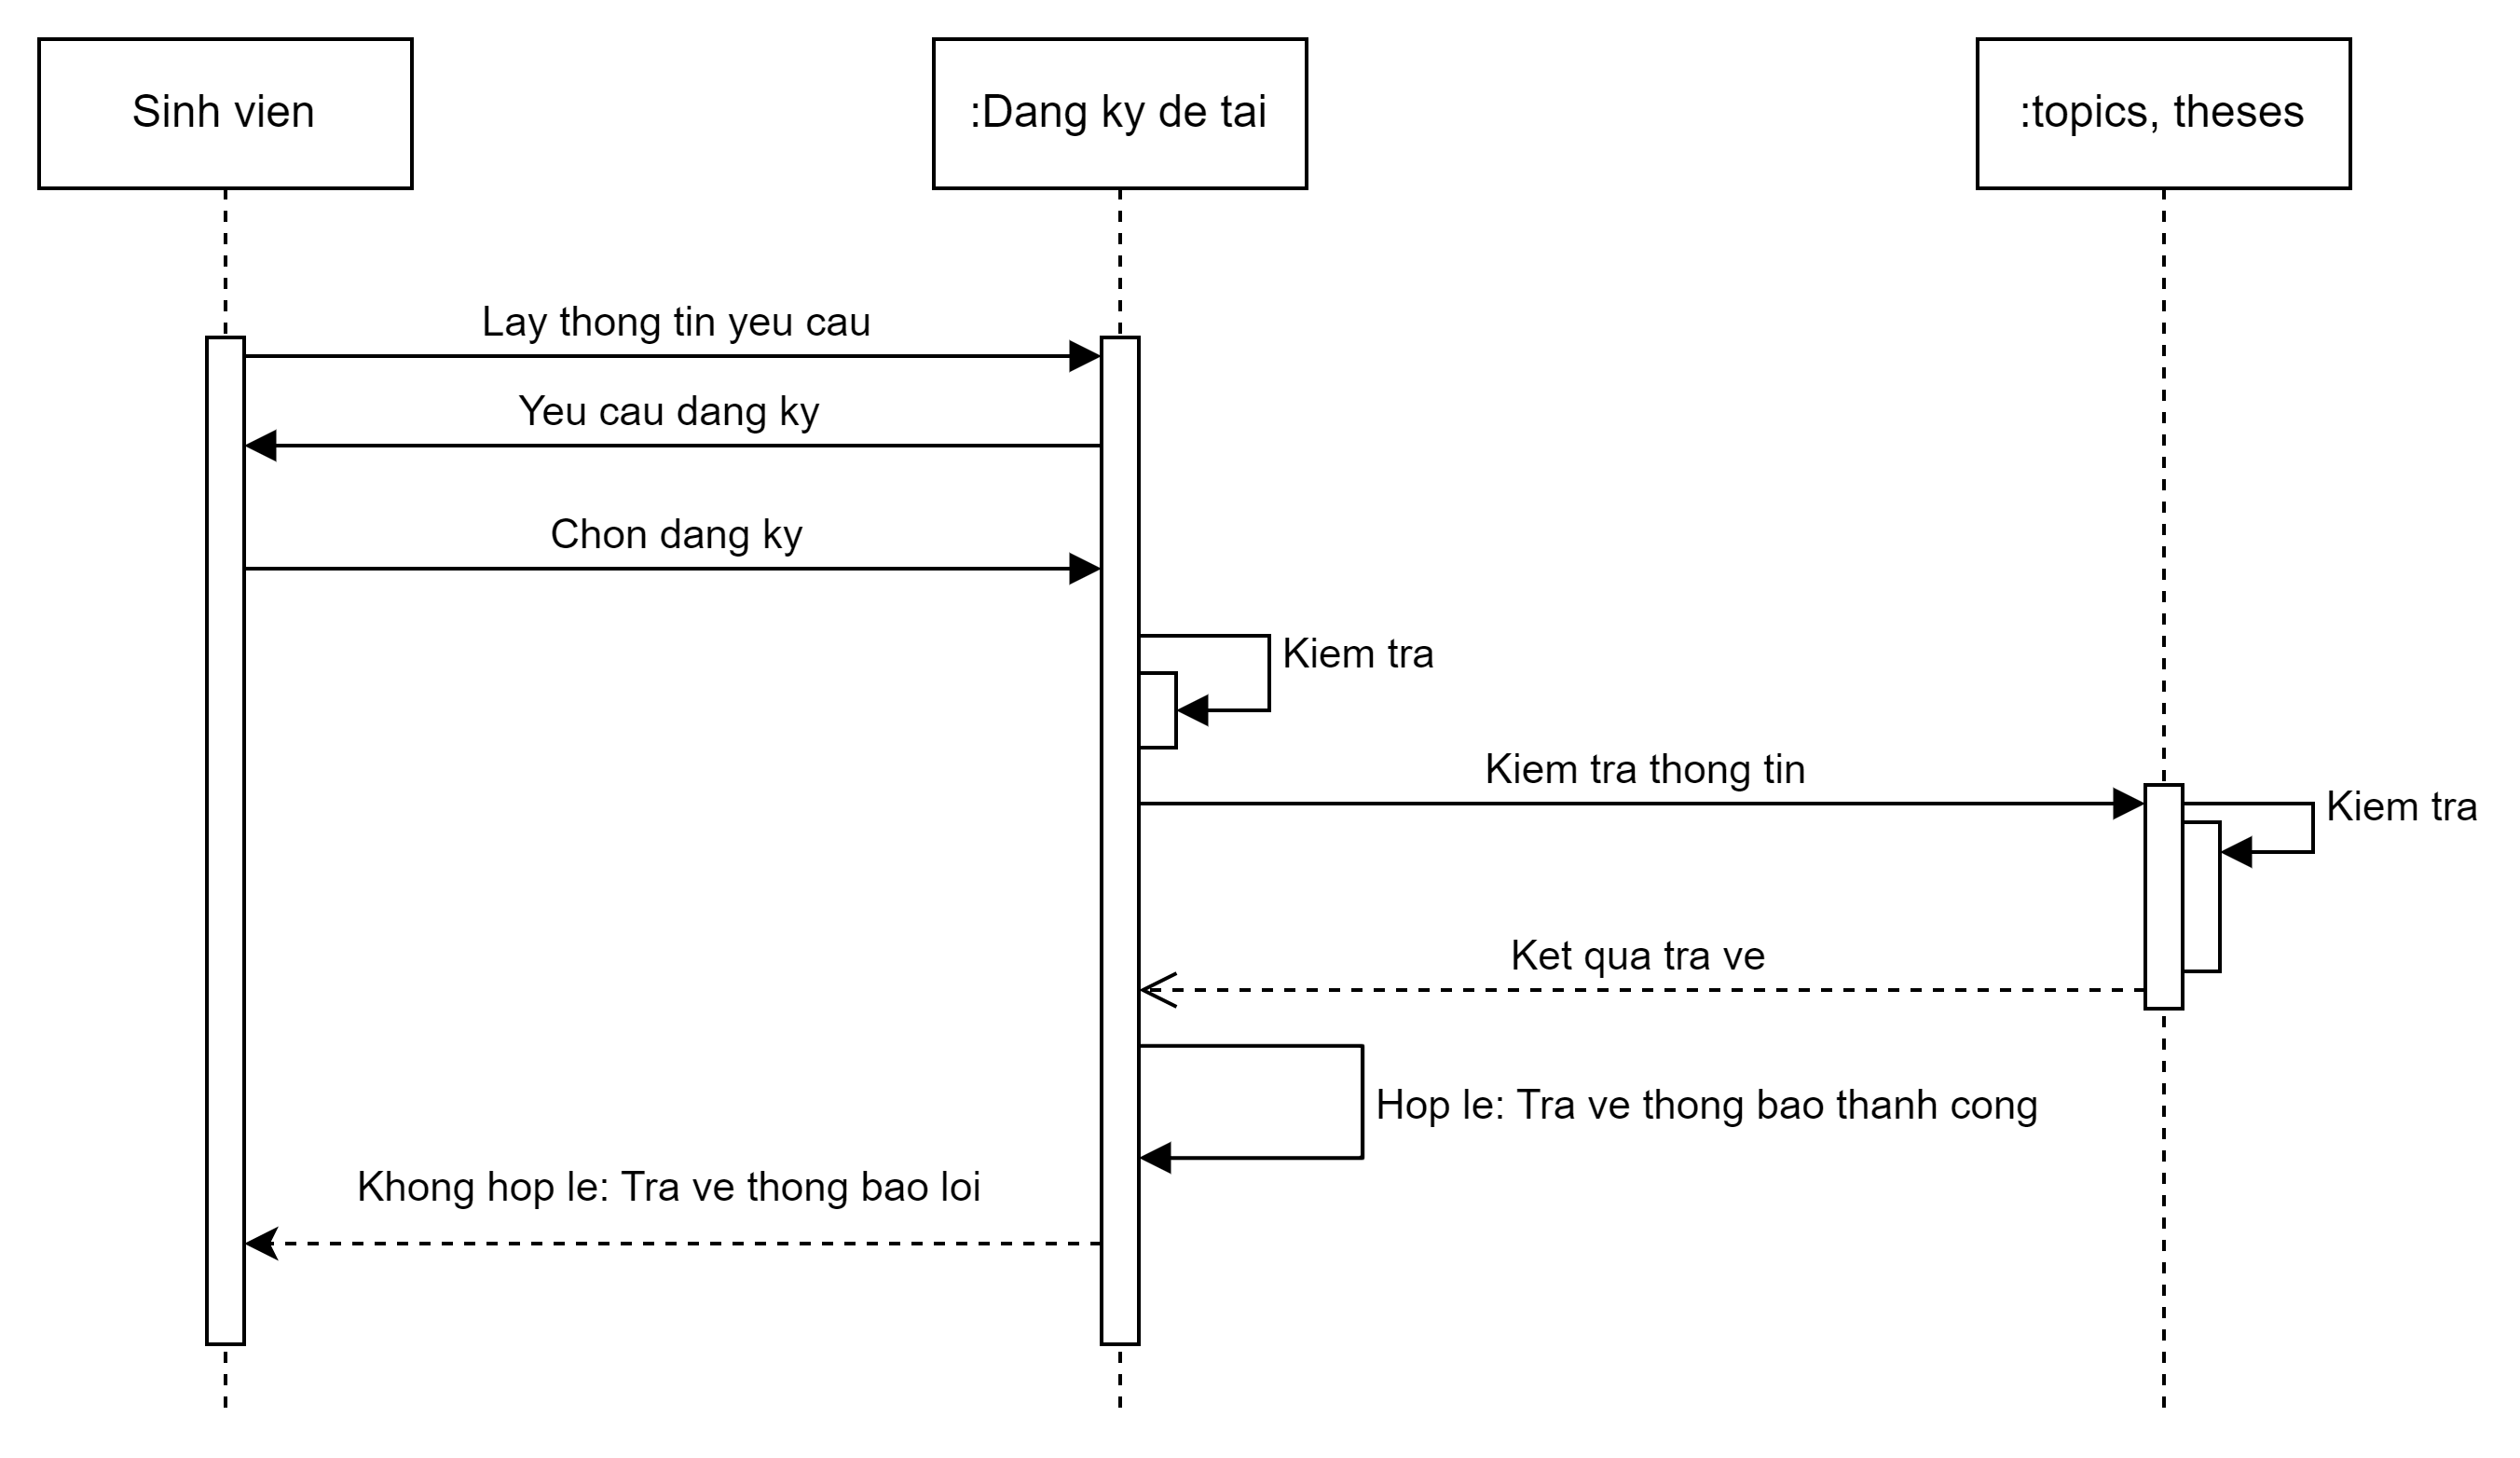 Sinh vien
:Dang ky de tai
:topics, theses
Lay thong tin yeu cau
Yeu cau dang ky
Chon dang ky
Kiem tra
Kiem tra thong tin
Kiem tra
Ket qua tra ve
Hop le: Tra ve thong bao thanh cong
Khong hop le: Tra ve thong bao loi